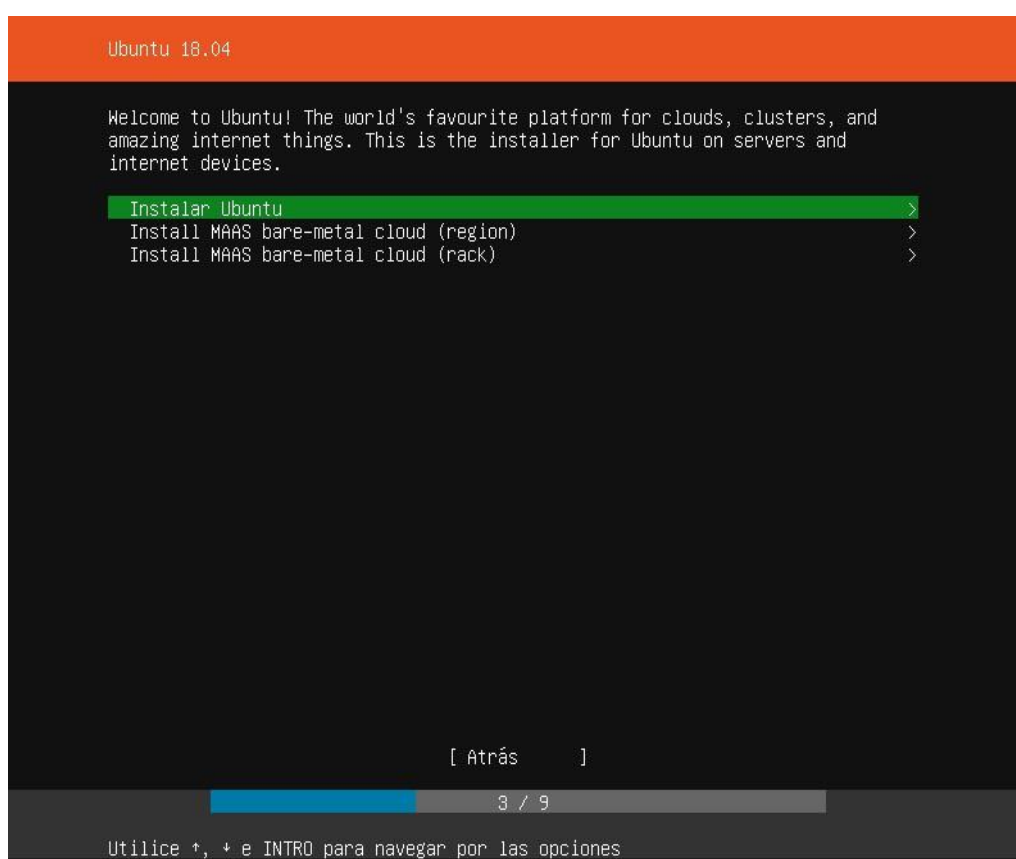 Ubuntu 18.04
Welcome to Ubuntu! The world's favourite platform for clouds, clusters, and
amazing internet things. This is the installer for Ubuntu on servers and
internet devices.
Instalar Ubuntu >
Install MAAS bare-metal cloud (region) >
Install MAAS bare-metal cloud (rack) >
[ Atrás ]
3 / 9
Utilice ↑, ↓ e INTRO para navegar por las opciones